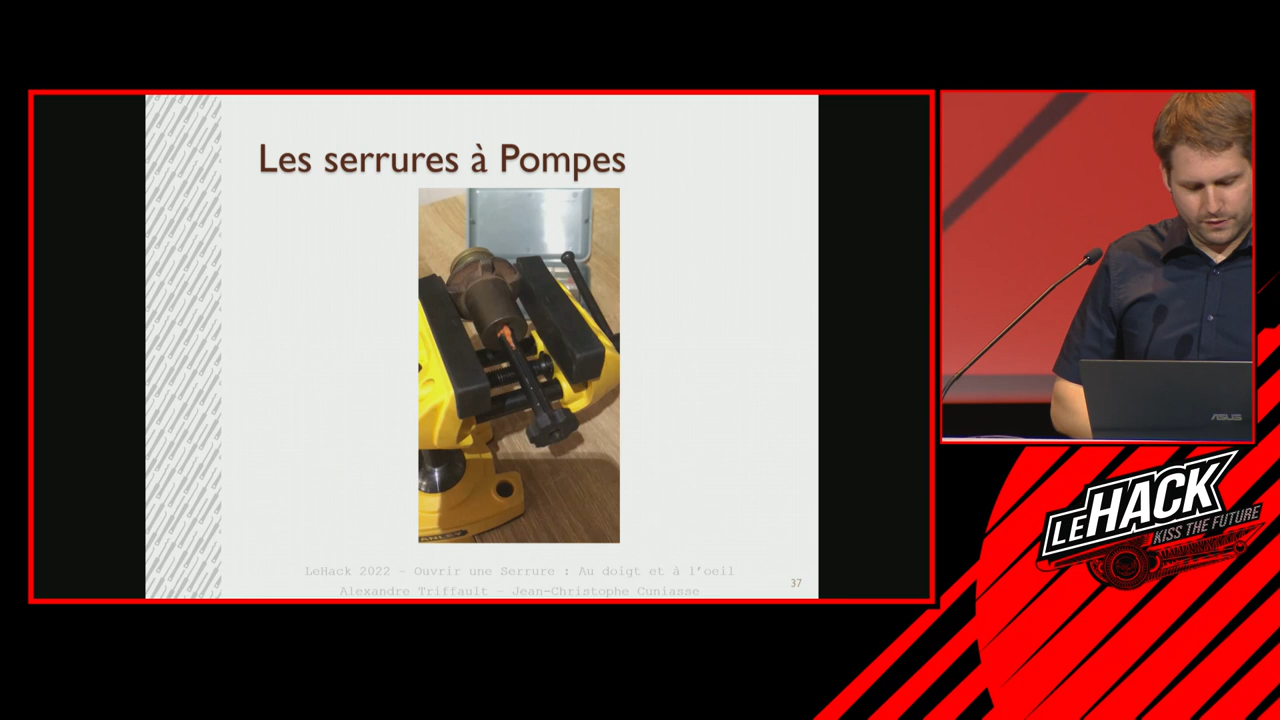 Les serrures à Pompes
LeHack 2022 - Ouvrir une Serrure : Au doigt et à l'oeil
Alexandre Triffault - Jean-Christophe Cuniasse
37
ASUS
LEHACK
KISS THE FUTURE